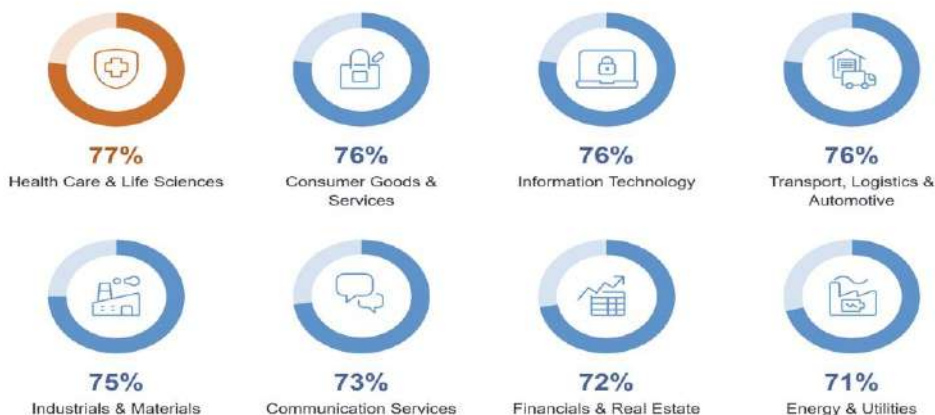 77%
Health Care & Life Sciences
76%
Consumer Goods &
Services
76%
Information Technology
76%
Transport, Logistics &
Automotive
75%
Industrials & Materials
73%
Communication Services
72%
Financials & Real Estate
71%
Energy & Utilities